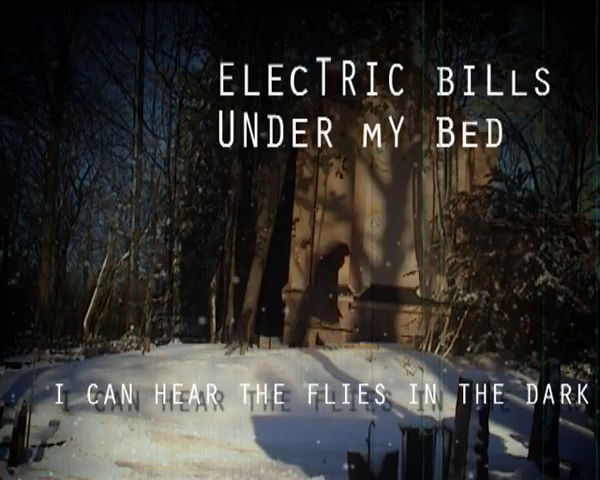 ELECTRIC BILLS
UNDER MY BED
I CAN HEAR THE FLIES IN THE DARK